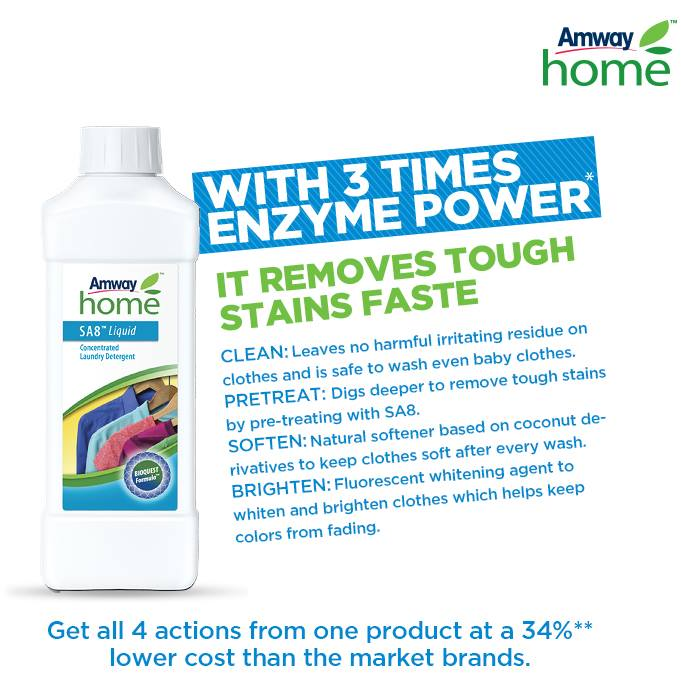 Amway™
home
WITH 3 TIMES
ENZYME POWER*
IT REMOVES TOUGH
STAINS FASTE
CLEAN: Leaves no harmful irritating residue on
clothes and is safe to wash even baby clothes.
PRETREAT: Digs deeper to remove tough stains
by pre-treating with SA8.
SOFTEN: Natural softener based on coconut de-
rivatives to keep clothes soft after every wash.
BRIGHTEN: Fluorescent whitening agent to
whiten and brighten clothes which helps keep
colors from fading.
Amway™
home
SA8™ Liquid
Concentrated
Laundry Detergent
BIOQUEST
Formula™
Get all 4 actions from one product at a 34%**
lower cost than the market brands.